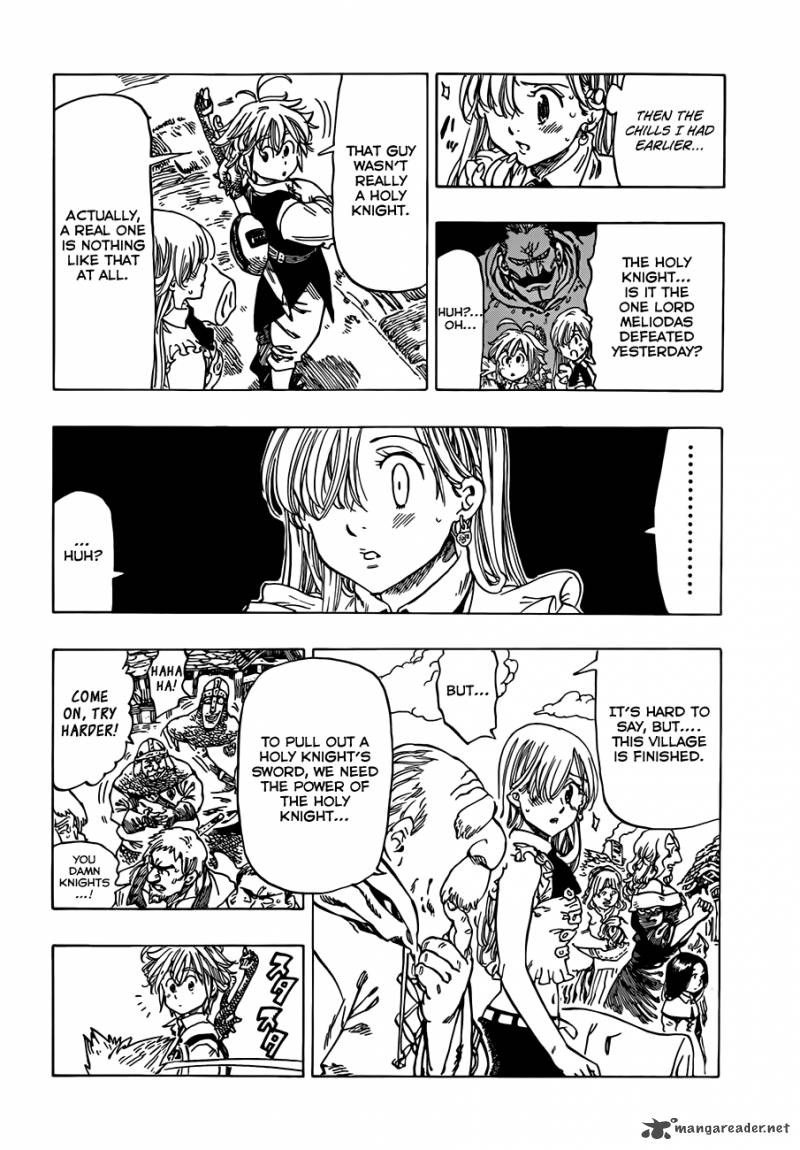 THEN THE
CHILLS I HAD
EARLIER...
THE HOLY
KNIGHT...
IS IT THE
ONE LORD
MELIODAS
DEFEATED
YESTERDAY?
HUH?...
OH...
THAT GUY
WASN'T
REALLY
A HOLY
KNIGHT.
ACTUALLY,
A REAL ONE
IS NOTHING
LIKE THAT
AT ALL.
..........
...
HUH?
IT'S HARD TO
SAY, BUT....
THIS VILLAGE
IS FINISHED.
BUT...
TO PULL OUT A
HOLY KNIGHT'S
SWORD, WE NEED
THE POWER OF
THE HOLY
KNIGHT...
HAHA
HA!
COME
ON, TRY
HARDER!
YOU
DAMN
KNIGHTS
...!
スタスタ
mangareader.net